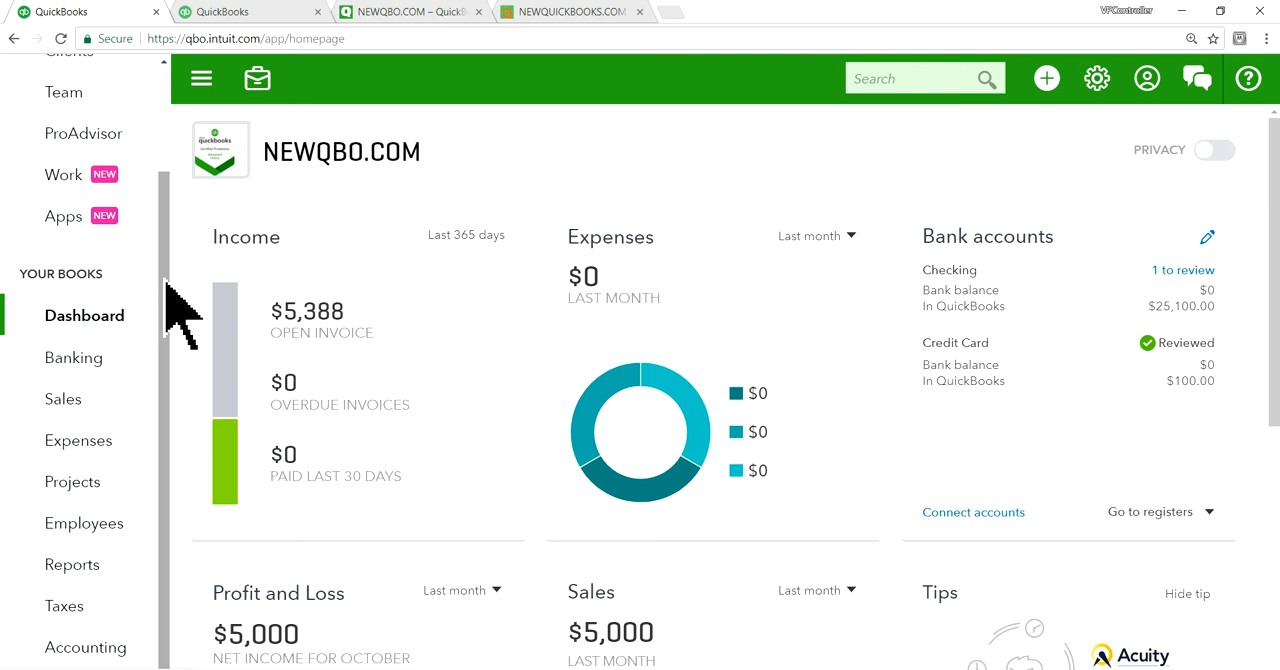 QuickBooks
QuickBooks
NEWQBO.COM – QuickB
NEWQUICKBOOKS.COM
VPController
Secure
https://qbo.intuit.com/app/homepage
Clients
Team
ProAdvisor
Work NEW
Apps NEW
YOUR BOOKS
Dashboard
Banking
Sales
Expenses
Projects
Employees
Reports
Taxes
Accounting
Search
quickbooks
NEWQBO.COM
PRIVACY
Income
Last 365 days
$5,388
OPEN INVOICE
$0
OVERDUE INVOICES
$0
PAID LAST 30 DAYS
Expenses
Last month
$0
LAST MONTH
$0
$0
$0
Bank accounts
Checking
1 to review
Bank balance
$0
In QuickBooks
$25,100.00
Credit Card
Reviewed
Bank balance
$0
In QuickBooks
$100.00
Connect accounts
Go to registers
Profit and Loss
Last month
$5,000
NET INCOME FOR OCTOBER
Sales
Last month
$5,000
LAST MONTH
Tips
Hide tip
Acuity